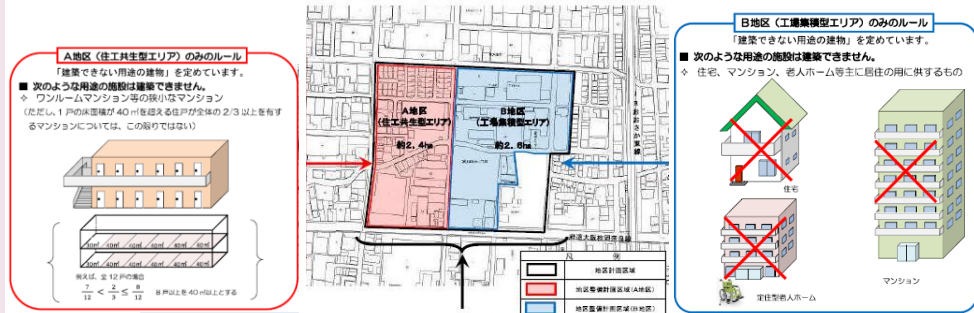 A地区(住工共生型エリア)のみのルール
「建築できない用途の建物」を定めています。
■ 次のような用途の施設は建築できません。
✧ ワンルームマンション等の狭小なマンション
(ただし、1戸の床面積が40㎡を超える住戸が全体の2/3以上を有するマンションについては、この限りではない)
30㎡ 40㎡ 40㎡ 40㎡ 40㎡ 40㎡
例えば、全12戸の場合
7/12 < 2/3 ≤ 8/12 8戸以上を40㎡以上とする
A地区
(住工共生型エリア)
約2.4ha
B地区
(工場集積型エリア)
約2.6ha
JRおおさか東線
凡 例
地区計画区域
地区整備計画区域(A地区)
地区整備計画区域(B地区)
B地区(工場集積型エリア)のみのルール
「建築できない用途の建物」を定めています。
■ 次のような用途の施設は建築できません。
✧ 住宅、マンション、老人ホーム等主に居住の用に供するもの
住宅
定住型老人ホーム
マンション